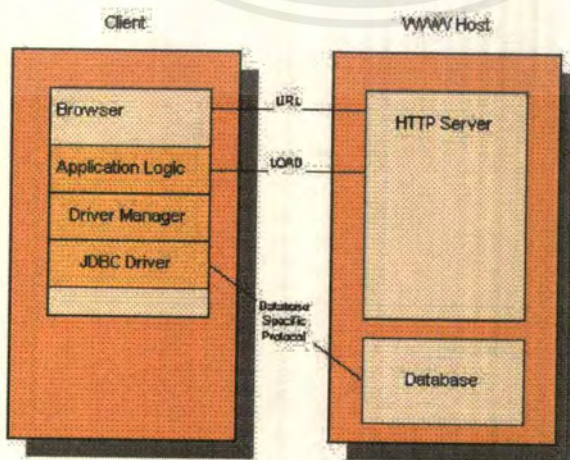 Client
WWW Host
Browser
URL
HTTP Server
Application Logic
LOAD
Driver Manager
JDBC Driver
Database
Specific
Protocol
Database